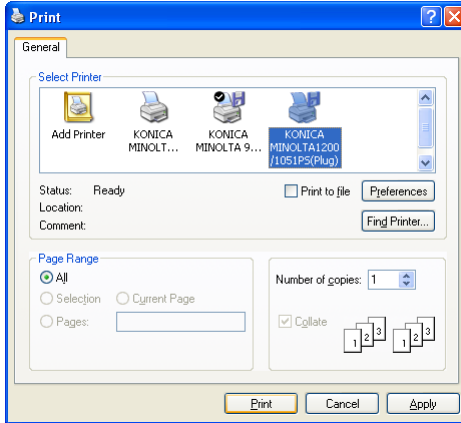 Print
General
Select Printer
Add Printer
KONICA
MINOLT...
KONICA
MINOLTA 9...
KONICA
MINOLTA1200
/1051PS(Plug)
Status: Ready
Print to file
Preferences
Location:
Comment:
Find Printer...
Page Range
All
Selection
Current Page
Pages:
Number of copies: 1
Collate
1 2 3
1 2 3
Print
Cancel
Apply